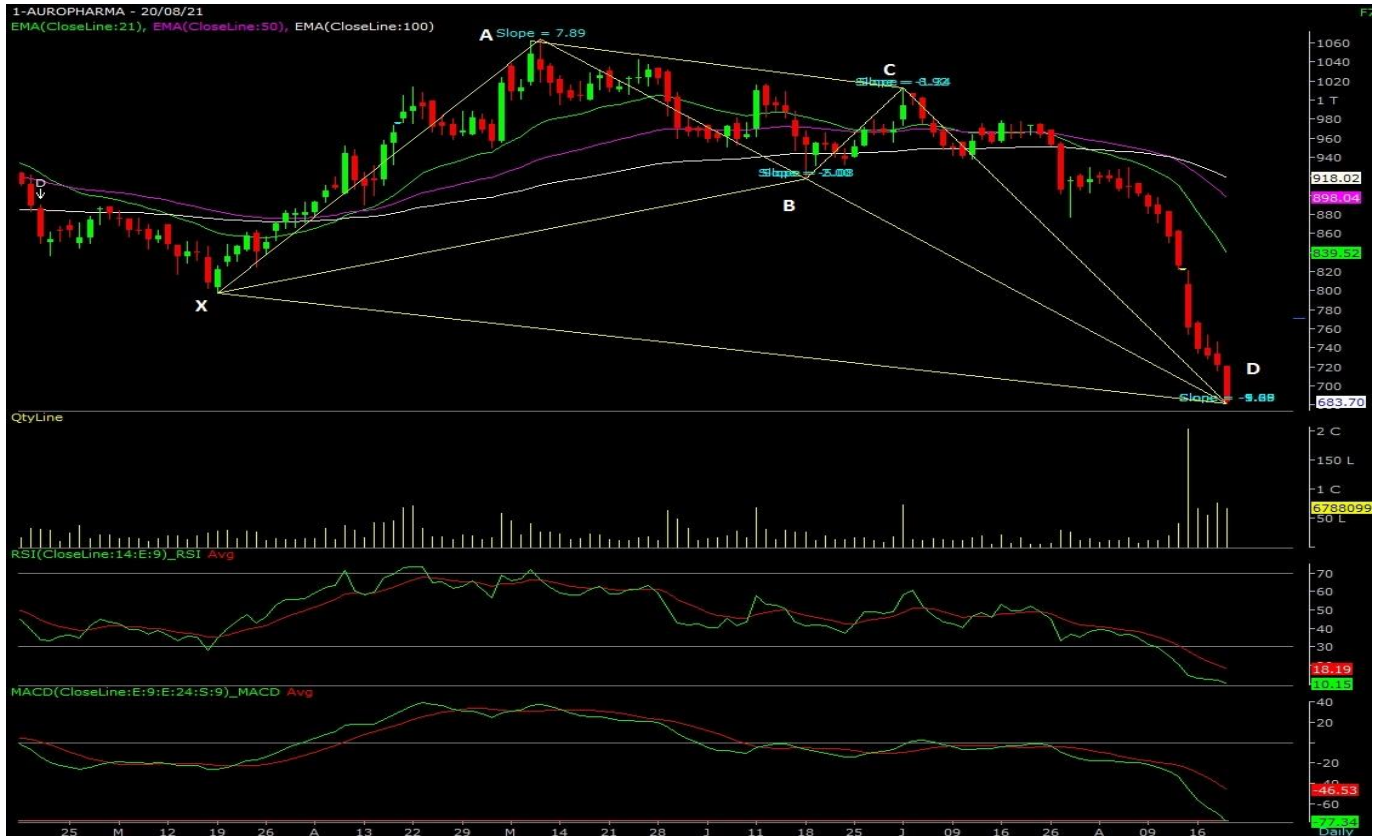 1-AUROPHARMA - 20/08/21
EMA(CloseLine:21), EMA(CloseLine:50), EMA(CloseLine:100)
A Slope = 7.89
C
D
B
X
D
1060
1040
1020
1 T
980
960
940
918.02
898.04
880
860
839.52
820
800
780
760
740
720
700
683.70
QtyLine
2 C
150 L
1 C
6788099
50 L
RSI(CloseLine:14:E:9)_RSI Avg
70
60
50
40
30
18.19
10.15
MACD(CloseLine:E:9:E:24:S:9)_MACD Avg
40
20
-20
-46.53
-60
-77.34
25 M 12 19 26 A 13 22 29 M 14 21 28 J 11 18 25 J 09 16 26 A 09 16 Daily